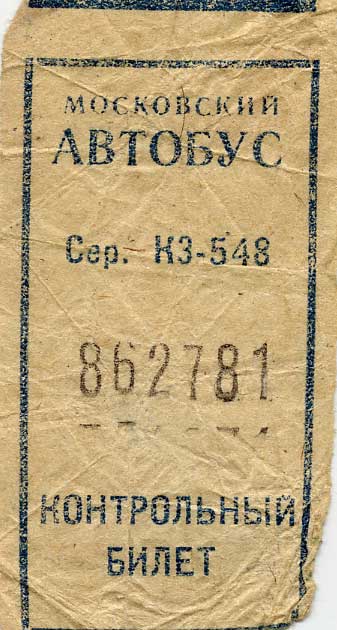 МОСКОВСКИЙ
АВТОБУС
Сер. КЗ-548
862781
КОНТРОЛЬНЫЙ
БИЛЕТ